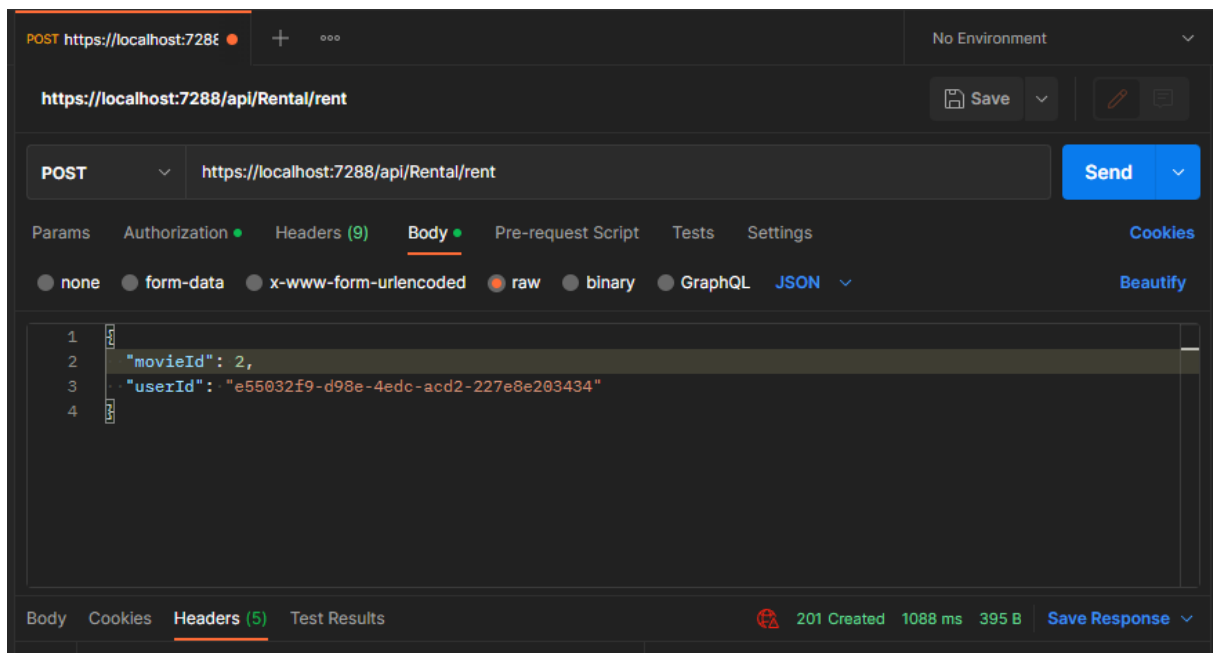 POST https://localhost:7288 No Environment
https://localhost:7288/api/Rental/rent Save
POST https://localhost:7288/api/Rental/rent Send
Params Authorization Headers (9) Body Pre-request Script Tests Settings Cookies
none form-data x-www-form-urlencoded raw binary GraphQL JSON Beautify
1 {
2 "movieId": 2,
3 "userId": "e55032f9-d98e-4edc-acd2-227e8e203434"
4 }
Body Cookies Headers (5) Test Results 201 Created 1088 ms 395 B Save Response